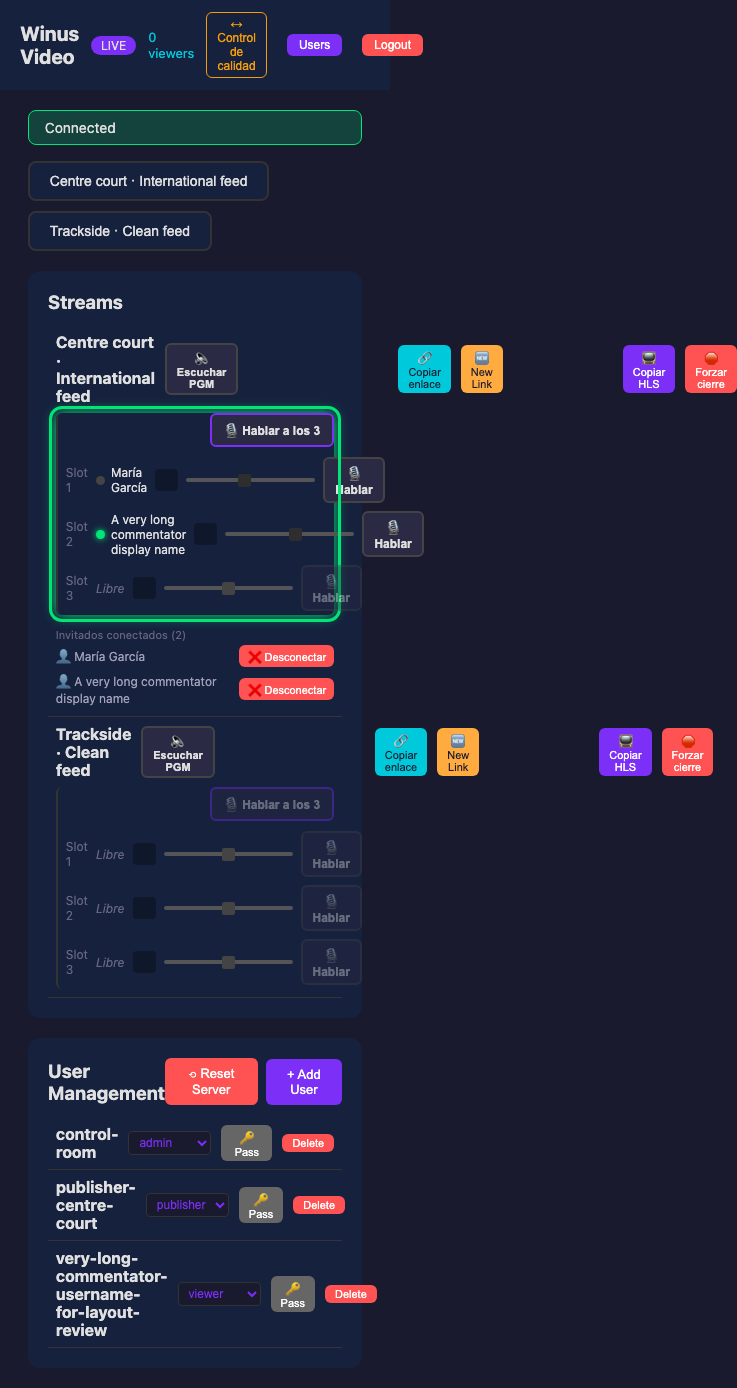 Winus Video
LIVE
0 viewers
↔ Control de calidad
Users
Logout
Connected
Centre court · International feed
Trackside · Clean feed
Streams
Centre court · International feed
Escuchar PGM
Copiar enlace
New Link
Copiar HLS
Forzar cierre
Hablar a los 3
Slot 1
María García
Hablar
Slot 2
A very long commentator display name
Hablar
Slot 3
Libre
Hablar
Invitados conectados (2)
María García
Desconectar
A very long commentator display name
Desconectar
Trackside · Clean feed
Escuchar PGM
Copiar enlace
New Link
Copiar HLS
Forzar cierre
Hablar a los 3
Slot 1
Libre
Hablar
Slot 2
Libre
Hablar
Slot 3
Libre
Hablar
User Management
Reset Server
+ Add User
control-room
admin
Pass
Delete
publisher-centre-court
publisher
Pass
Delete
very-long-commentator-username-for-layout-review
viewer
Pass
Delete